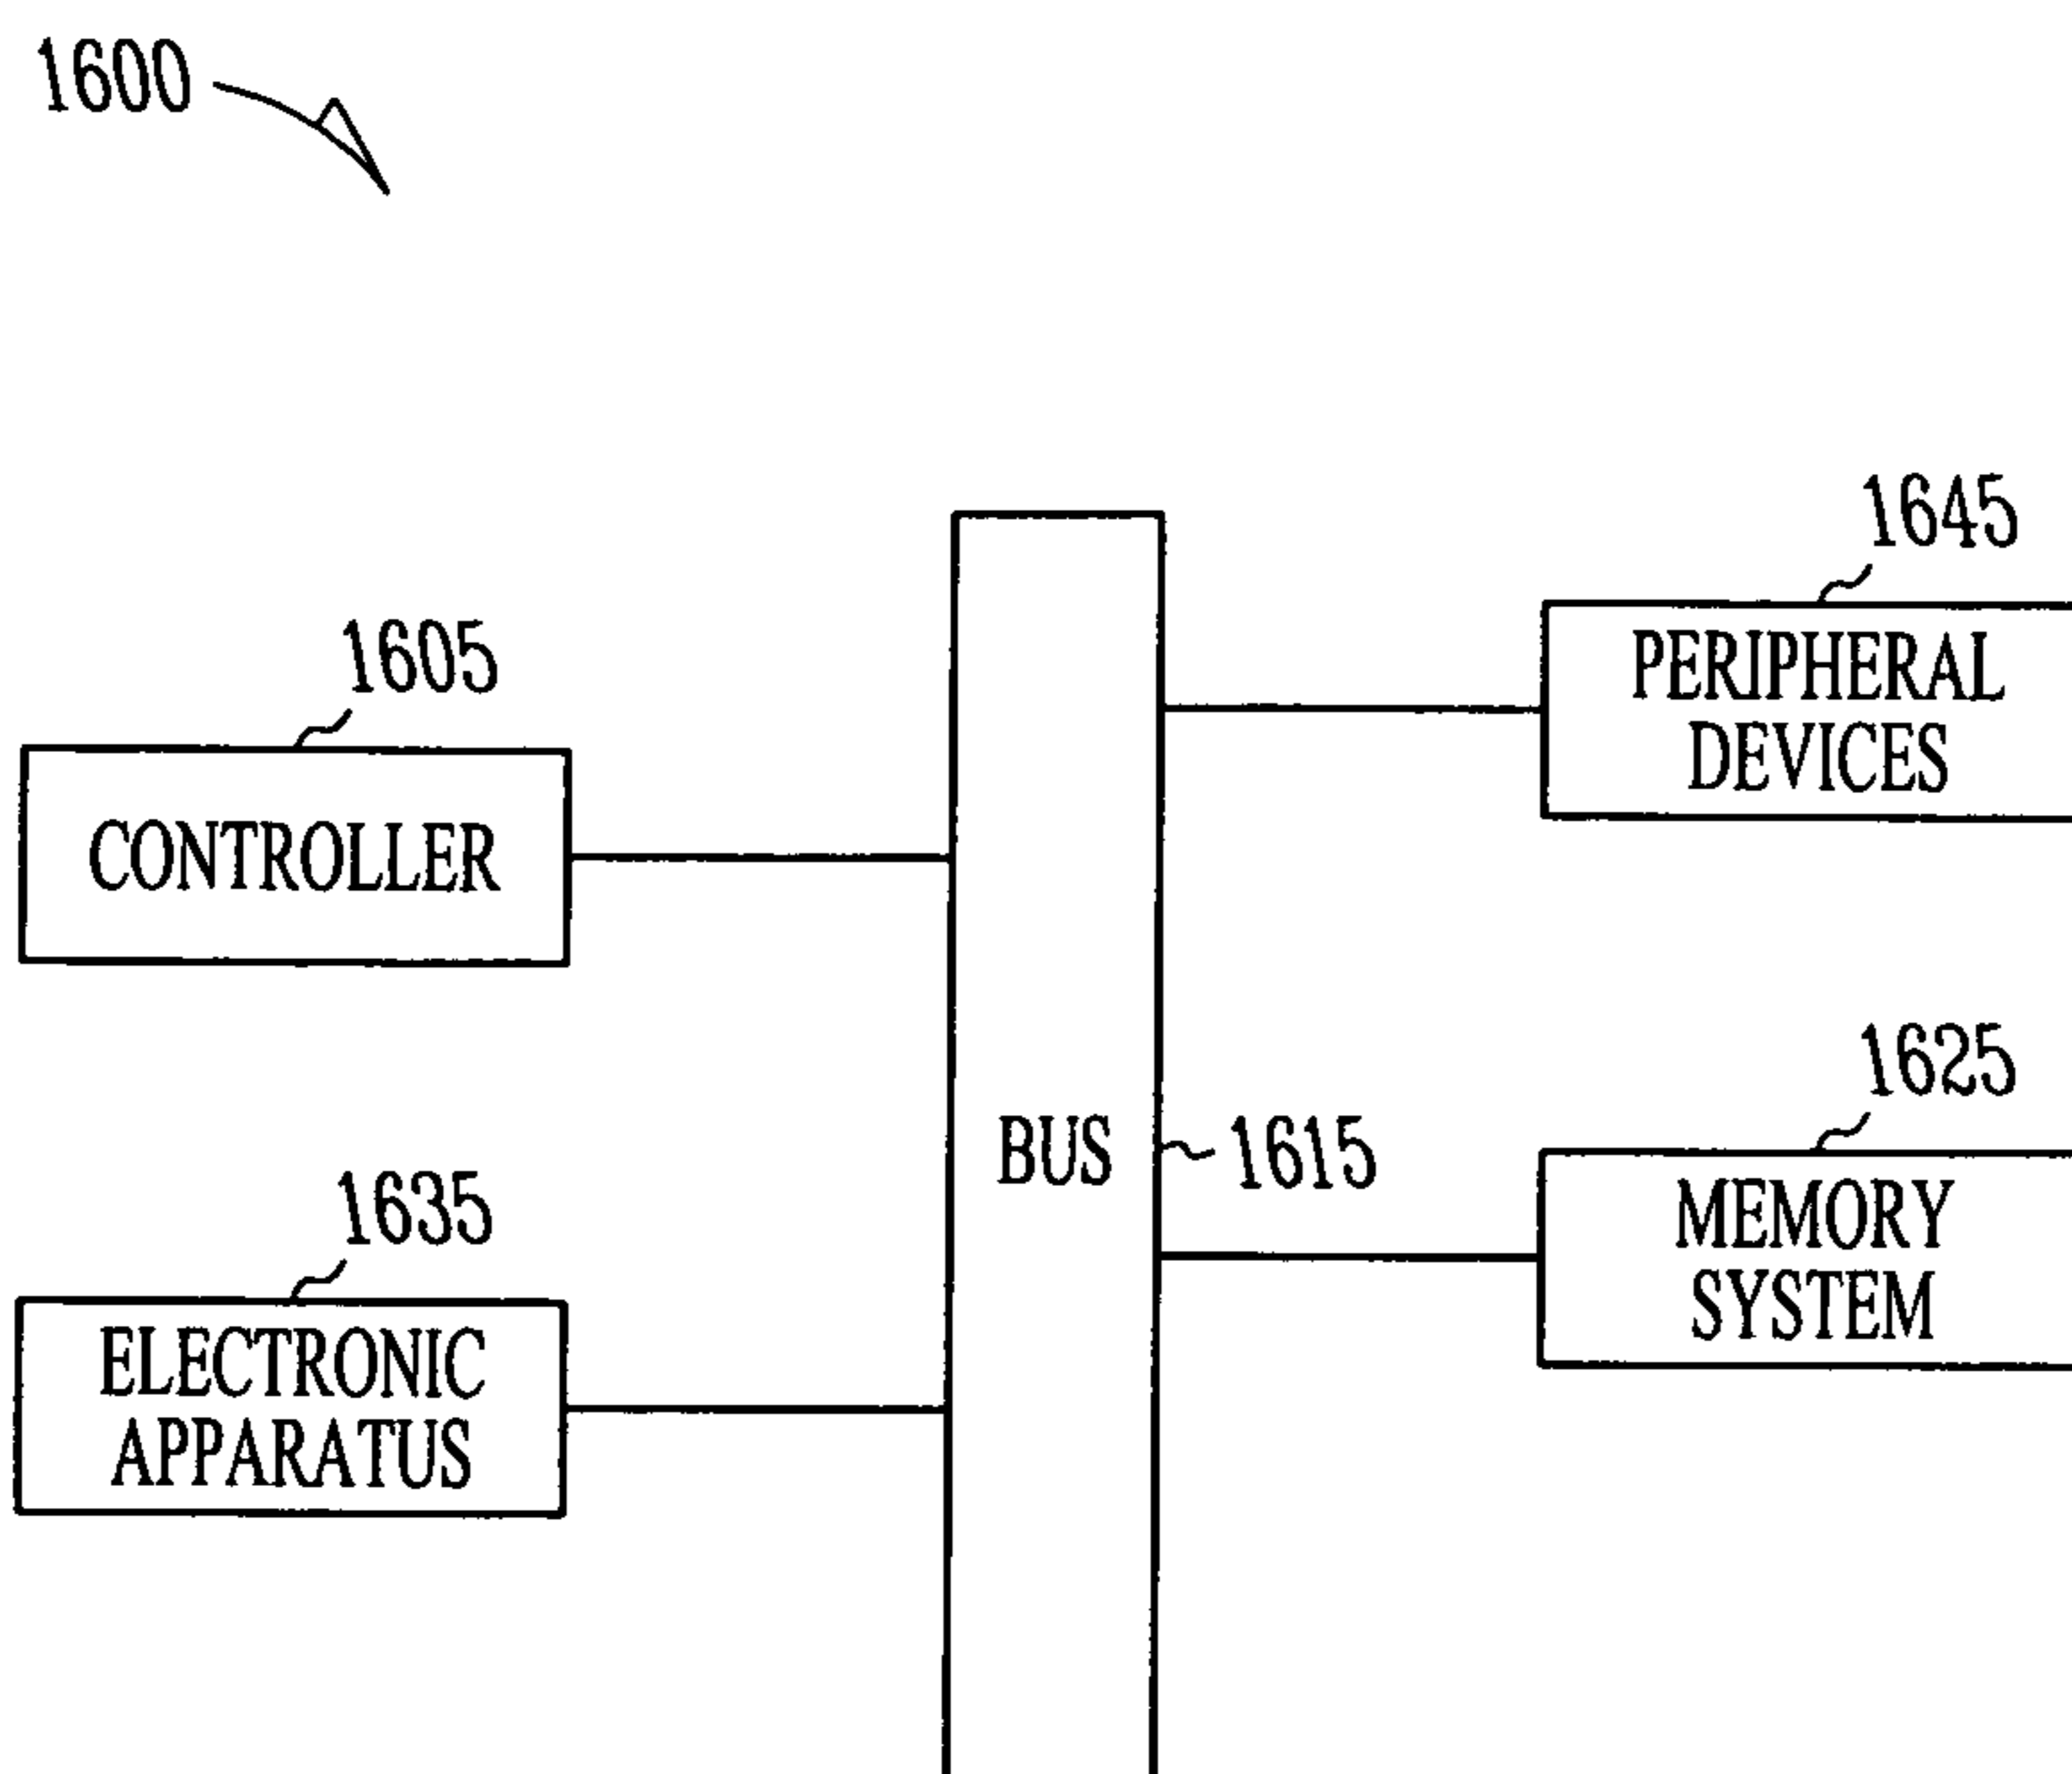 1600
1645
PERIPHERAL
DEVICES
1605
CONTROLLER
1625
MEMORY
SYSTEM
BUS
1615
1635
ELECTRONIC
APPARATUS